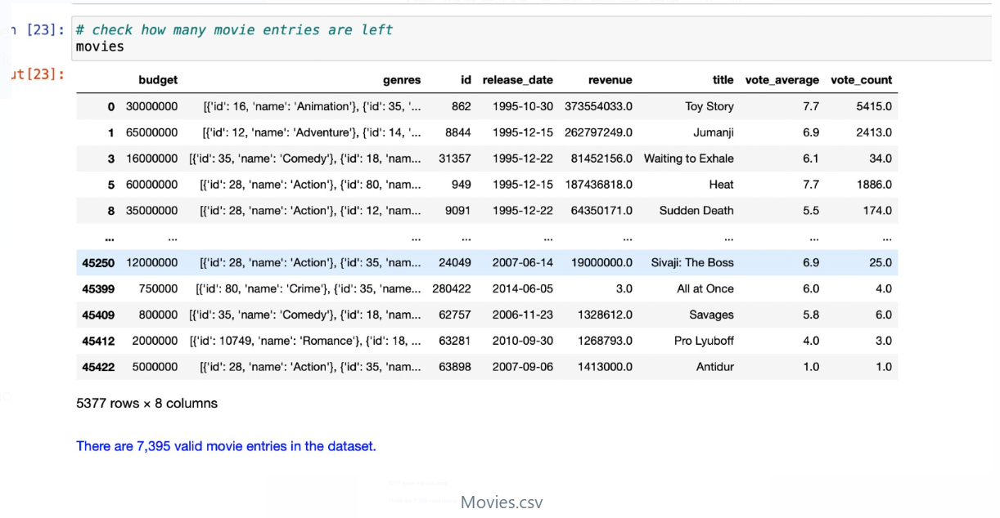 n [23]: # check how many movie entries are left
movies
ut[23]:
budget genres id release_date revenue title vote_average vote_count
0 30000000 [{'id': 16, 'name': 'Animation'}, {'id': 35, '... 862 1995-10-30 373554033.0 Toy Story 7.7 5415.0
1 65000000 [{'id': 12, 'name': 'Adventure'}, {'id': 14, '... 8844 1995-12-15 262797249.0 Jumanji 6.9 2413.0
3 16000000 [{'id': 35, 'name': 'Comedy'}, {'id': 18, 'nam... 31357 1995-12-22 81452156.0 Waiting to Exhale 6.1 34.0
5 60000000 [{'id': 28, 'name': 'Action'}, {'id': 80, 'nam... 949 1995-12-15 187436818.0 Heat 7.7 1886.0
8 35000000 [{'id': 28, 'name': 'Action'}, {'id': 12, 'nam... 9091 1995-12-22 64350171.0 Sudden Death 5.5 174.0
... ... ... ... ... ... ... ... ...
45250 12000000 [{'id': 28, 'name': 'Action'}, {'id': 35, 'nam... 24049 2007-06-14 19000000.0 Sivaji: The Boss 6.9 25.0
45399 750000 [{'id': 80, 'name': 'Crime'}, {'id': 35, 'name... 280422 2014-06-05 3.0 All at Once 6.0 4.0
45409 800000 [{'id': 35, 'name': 'Comedy'}, {'id': 18, 'nam... 62757 2006-11-23 1328612.0 Savages 5.8 6.0
45412 2000000 [{'id': 10749, 'name': 'Romance'}, {'id': 18, ... 63281 2010-09-30 1268793.0 Pro Lyuboff 4.0 3.0
45422 5000000 [{'id': 28, 'name': 'Action'}, {'id': 35, 'nam... 63898 2007-09-06 1413000.0 Antidur 1.0 1.0
5377 rows × 8 columns
There are 7,395 valid movie entries in the dataset.
Movies.csv